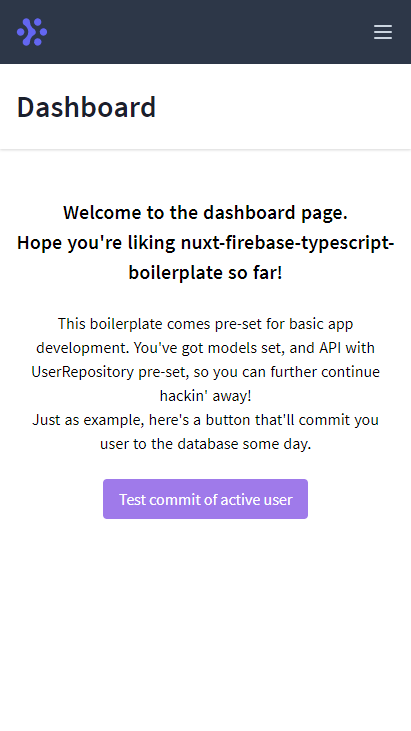 Dashboard
Welcome to the dashboard page.
Hope you're liking nuxt-firebase-typescript-
boilerplate so far!
This boilerplate comes pre-set for basic app
development. You've got models set, and API with
UserRepository pre-set, so you can further continue
hackin' away!
Just as example, here's a button that'll commit you
user to the database some day.
Test commit of active user